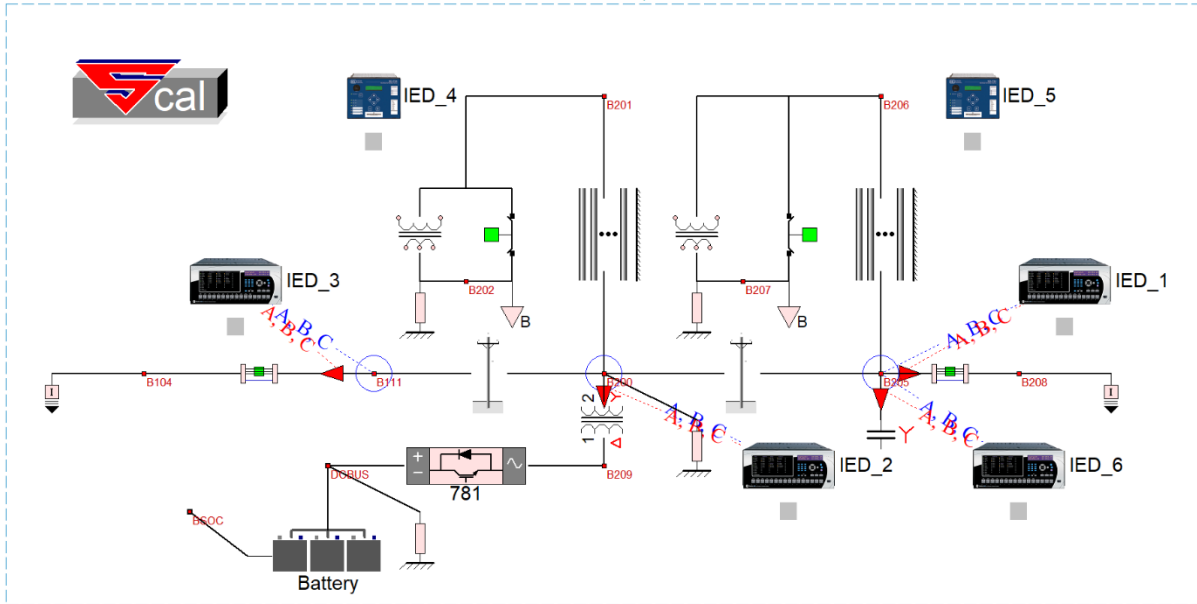 S cal
IED_4
B201
B206
IED_5
IED_3
B202
B
B207
B
IED_1
A, B, C
A, B, C
A, B, C
A, B, C
B104
B111
B200
B205
B208
I
I
2
Y
1
Δ
A, B, C
A, B, C
Y
A, B, C
A, B, C
IED_2
IED_6
DCBUS
+
−
781
B209
BSOC
Battery